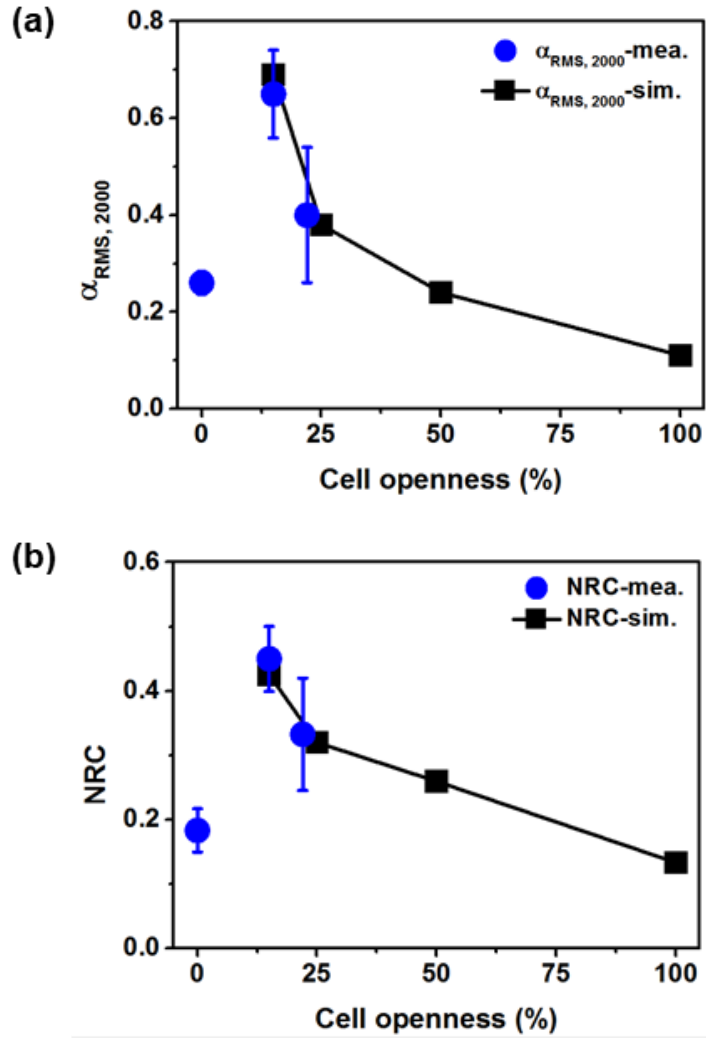 (a)
0.8
0.6
0.4
0.2
0.0
α_RMS, 2000
α_RMS, 2000-mea.
α_RMS, 2000-sim.
0 25 50 75 100
Cell openness (%)
(b)
0.6
0.4
0.2
0.0
NRC
NRC-mea.
NRC-sim.
0 25 50 75 100
Cell openness (%)